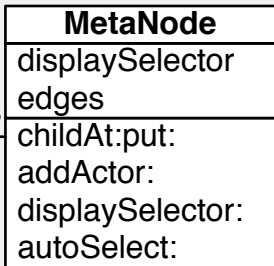 MetaNode
displaySelector
edges
childAt:put:
addActor:
displaySelector:
autoSelect: